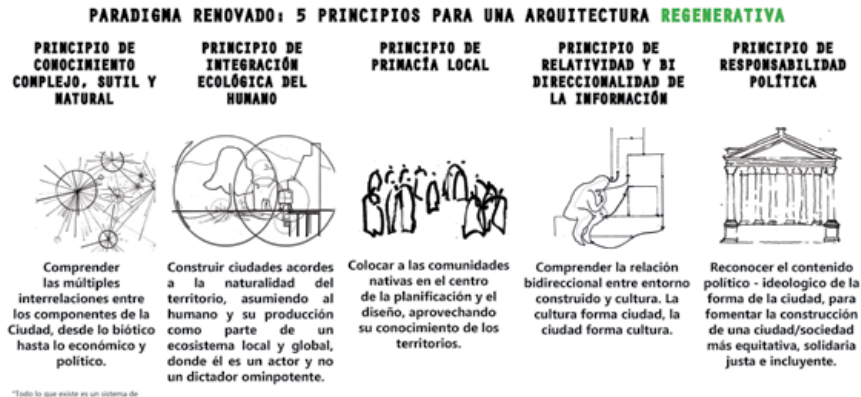 PARADIGMA RENOVADO: 5 PRINCIPIOS PARA UNA ARQUITECTURA REGENERATIVA
PRINCIPIO DE
CONOCIMIENTO
COMPLEJO, SUTIL Y
NATURAL
Comprender
las múltiples
interrelaciones entre
los componentes de la
Ciudad, desde lo biótico
hasta lo económico y
político.
"Todo lo que existe es un sistema de
PRINCIPIO DE
INTEGRACIÓN
ECOLÓGICA DEL
HUMANO
Construir ciudades acordes
a la naturalidad del
territorio, asumiendo al
humano y su producción
como parte de un
ecosistema local y global,
donde él es un actor y no
un dictador ominpotente.
PRINCIPIO DE
PRIMACÍA LOCAL
Colocar a las comunidades
nativas en el centro
de la planificación y el
diseño, aprovechando
su conocimiento de los
territorios.
PRINCIPIO DE
RELATIVIDAD Y BI
DIRECCIONALIDAD DE
LA INFORMACIÓN
Comprender la relación
bidireccional entre entorno
construido y cultura. La
cultura forma ciudad, la
ciudad forma cultura.
PRINCIPIO DE
RESPONSABILIDAD
POLÍTICA
Reconocer el contenido
político - ideologico de la
forma de la ciudad, para
fomentar la construcción
de una ciudad/sociedad
más equitativa, solidaria
justa e incluyente.